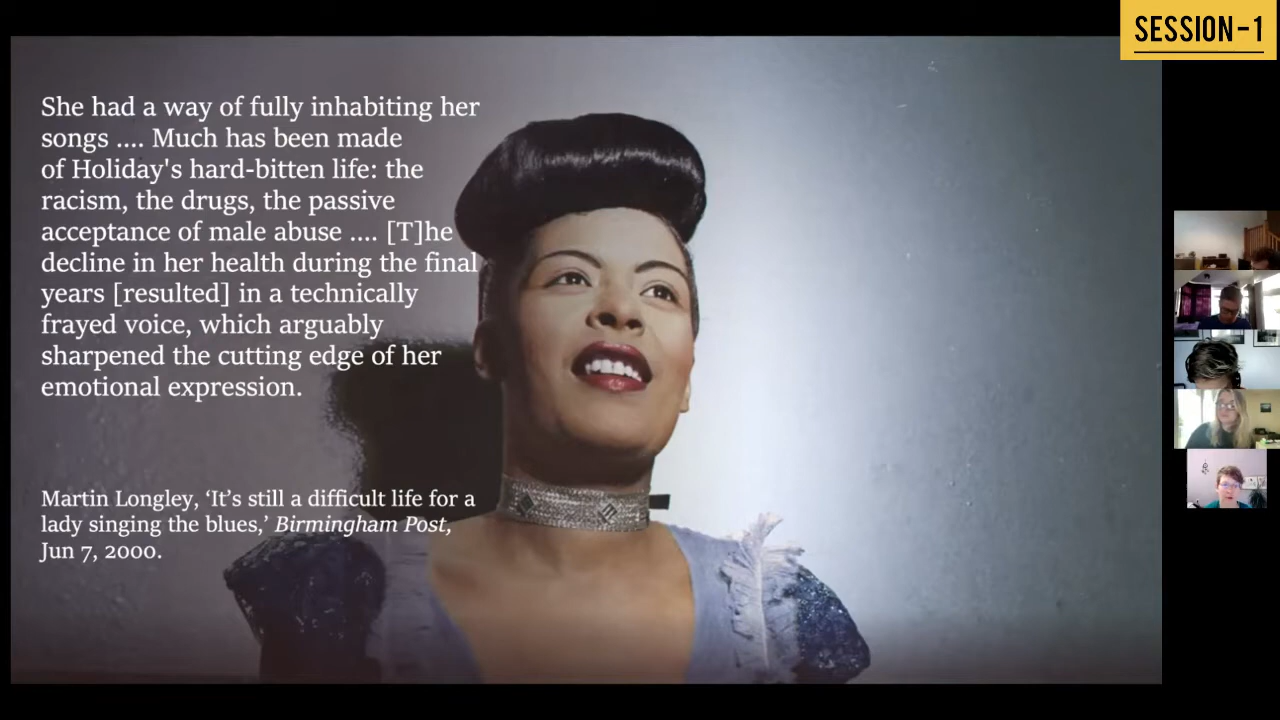 SESSION-1
She had a way of fully inhabiting her
songs .... Much has been made
of Holiday's hard-bitten life: the
racism, the drugs, the passive
acceptance of male abuse .... [T]he
decline in her health during the final
years [resulted] in a technically
frayed voice, which arguably
sharpened the cutting edge of her
emotional expression.
Martin Longley, ‘It’s still a difficult life for a
lady singing the blues,’ Birmingham Post,
Jun 7, 2000.